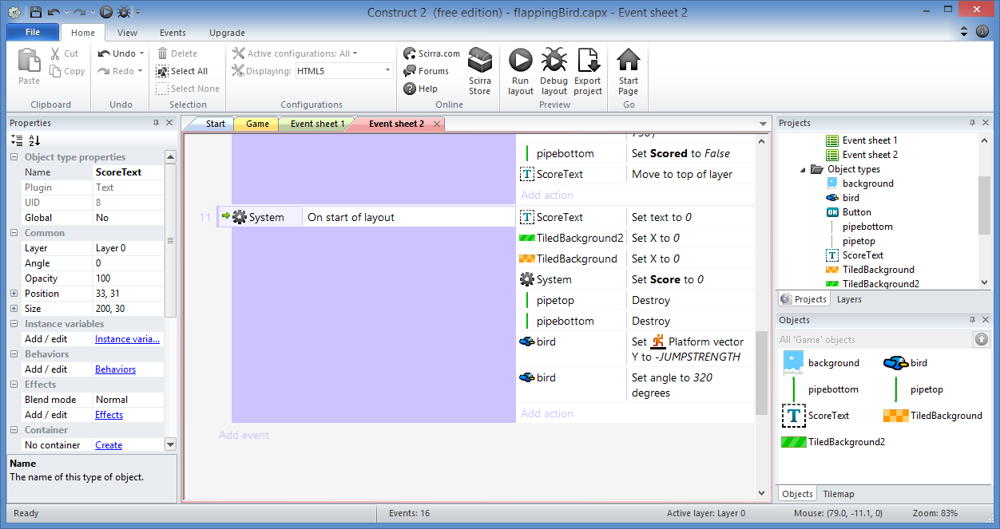 Construct 2 (free edition) - flappingBird.capx - Event sheet 2
File Home View Events Upgrade
Paste
Cut
Copy
Clipboard
Undo
Redo
Undo
Delete
Select All
Select None
Selection
Active configurations: All
Displaying: HTML5
Configurations
Scirra.com
Forums
Help
Scirra Store
Online
Run layout
Debug layout
Export project
Preview
Start Page
Go
Properties
Object type properties
Name ScoreText
Plugin Text
UID 8
Global No
Common
Layer Layer 0
Angle 0
Opacity 100
Position 33, 31
Size 200, 30
Instance variables
Add / edit Instance varia...
Behaviors
Add / edit Behaviors
Effects
Blend mode Normal
Add / edit Effects
Container
No container Create
Name
The name of this type of object.
Start Game Event sheet 1 Event sheet 2
pipebottom Set Scored to False
T ScoreText Move to top of layer
Add action
11 System On start of layout
T ScoreText Set text to 0
TiledBackground2 Set X to 0
TiledBackground Set X to 0
System Set Score to 0
pipetop Destroy
pipebottom Destroy
bird Set Platform vector
Y to -JUMPSTRENGTH
bird Set angle to 320
degrees
Add action
Add event
Projects
Event sheet 1
Event sheet 2
Object types
background
bird
OK Button
pipebottom
pipetop
T ScoreText
TiledBackground
TiledBackground2
Projects Layers
Objects
All 'Game' objects
background bird
pipebottom pipetop
T ScoreText TiledBackground
TiledBackground2
Objects Tilemap
Ready Events: 16 Active layer: Layer 0 Mouse: (79.0, -11.1, 0) Zoom: 83%